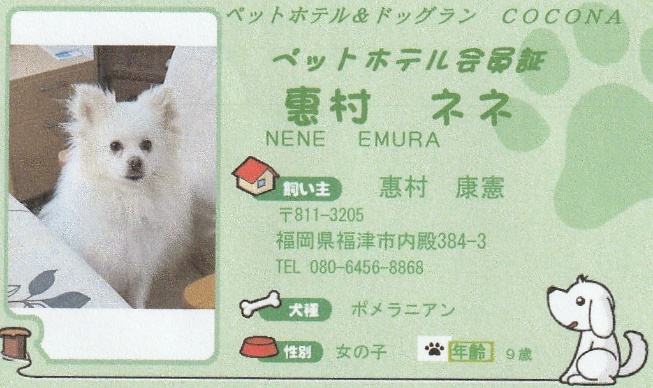 ペットホテル&ドッグラン COCONA
ペットホテル会員証
惠村 ネネ
NENE EMURA
飼い主 惠村 康憲
〒811-3205
福岡県福津市内殿384-3
TEL 080-6456-8868
犬種 ポメラニアン
性別 女の子 年齢 9歳